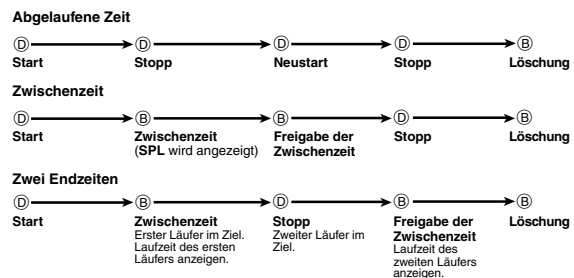 Abgelaufene Zeit
Ⓓ Ⓓ Ⓓ Ⓓ Ⓑ
Start Stopp Neustart Stopp Löschung
Zwischenzeit
Ⓓ Ⓑ Ⓑ Ⓓ Ⓑ
Start Zwischenzeit Freigabe der Stopp Löschung
(SPL wird angezeigt) Zwischenzeit
Zwei Endzeiten
Ⓓ Ⓑ Ⓓ Ⓑ Ⓑ
Start Zwischenzeit Stopp Freigabe der Löschung
Erster Läufer im Ziel. Zweiter Läufer im Zwischenzeit
Laufzeit des ersten Ziel. Laufzeit des
Läufers anzeigen. zweiten Läufers
anzeigen.